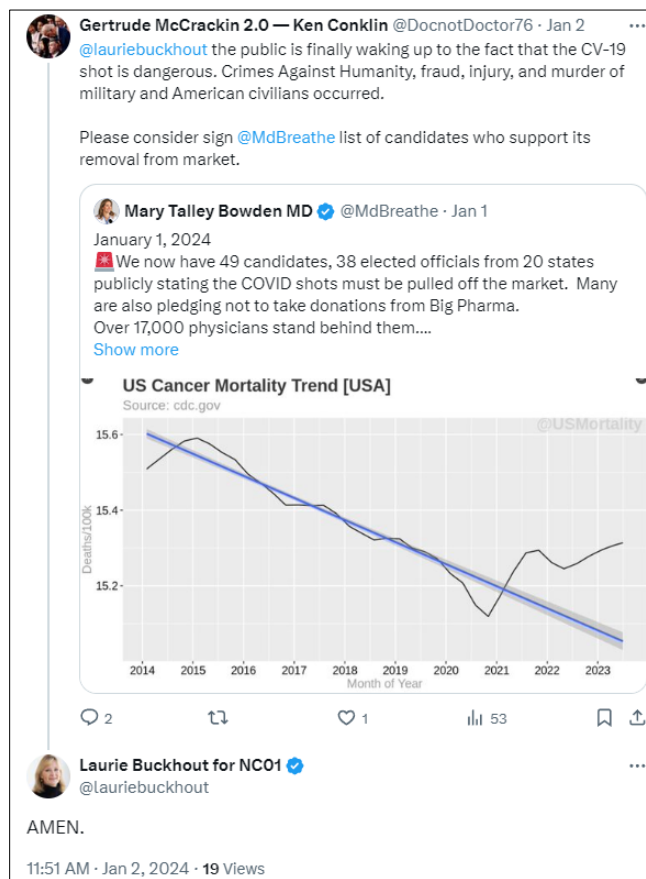 Gertrude McCrackin 2.0 — Ken Conklin @DocnotDoctor76 · Jan 2
@lauriebuckhout the public is finally waking up to the fact that the CV-19
shot is dangerous. Crimes Against Humanity, fraud, injury, and murder of
military and American civilians occurred.
Please consider sign @MdBreathe list of candidates who support its
removal from market.
Mary Talley Bowden MD @MdBreathe · Jan 1
January 1, 2024
🚨We now have 49 candidates, 38 elected officials from 20 states
publicly stating the COVID shots must be pulled off the market. Many
are also pledging not to take donations from Big Pharma.
Over 17,000 physicians stand behind them....
Show more
US Cancer Mortality Trend [USA]
Source: cdc.gov
@USMortality
15.6
15.4
15.2
Deaths/100k
2014 2015 2016 2017 2018 2019 2020 2021 2022 2023
Month of Year
2 1 53
Laurie Buckhout for NC01
@lauriebuckhout
AMEN.
11:51 AM · Jan 2, 2024 · 19 Views